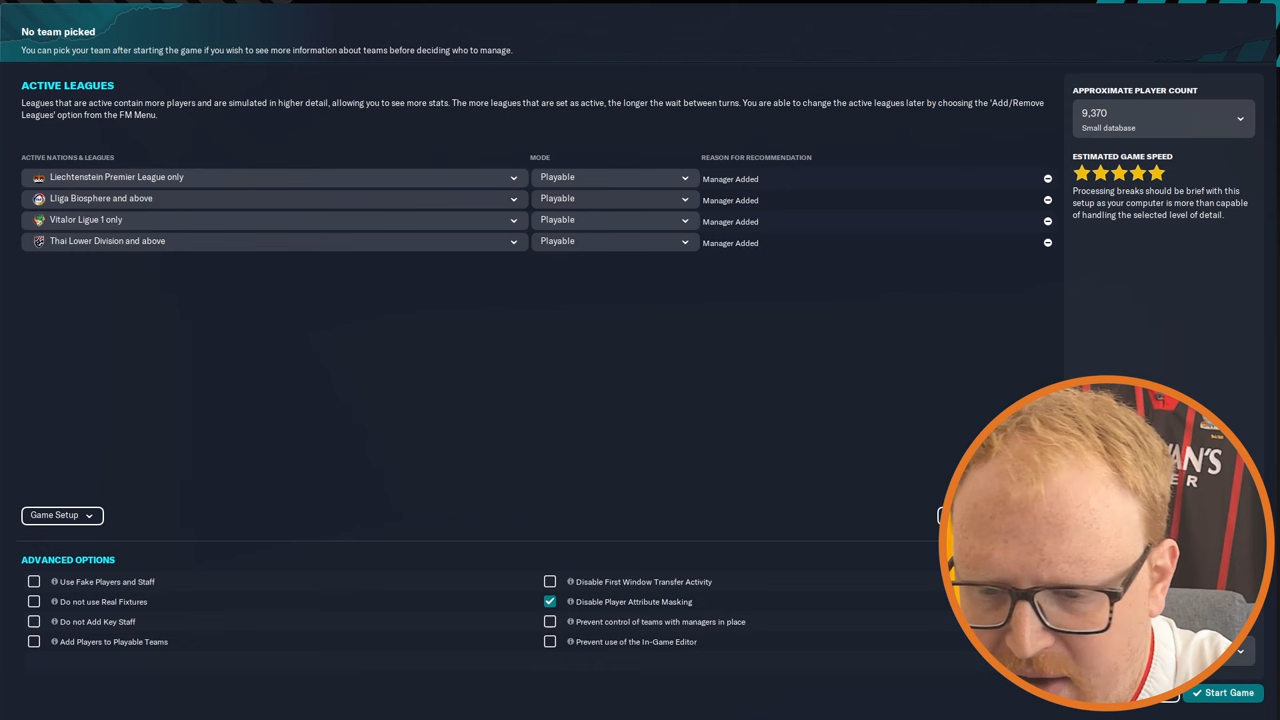 No team picked
You can pick your team after starting the game if you wish to see more information about teams before deciding who to manage.
ACTIVE LEAGUES
Leagues that are active contain more players and are simulated in higher detail, allowing you to see more stats. The more leagues that are set as active, the longer the wait between turns. You are able to change the active leagues later by choosing the 'Add/Remove
Leagues' option from the FM Menu.
ACTIVE NATIONS & LEAGUES MODE REASON FOR RECOMMENDATION
Liechtenstein Premier League only Playable Manager Added
Lliga Biosphere and above Playable Manager Added
Vitalor Ligue 1 only Playable Manager Added
Thai Lower Division and above Playable Manager Added
APPROXIMATE PLAYER COUNT
9,370
Small database
ESTIMATED GAME SPEED
Processing breaks should be brief with this
setup as your computer is more than capable
of handling the selected level of detail.
Game Setup
ADVANCED OPTIONS
Use Fake Players and Staff
Do not use Real Fixtures
Do not Add Key Staff
Add Players to Playable Teams
Disable First Window Transfer Activity
Disable Player Attribute Masking
Prevent control of teams with managers in place
Prevent use of the In-Game Editor
Start Game